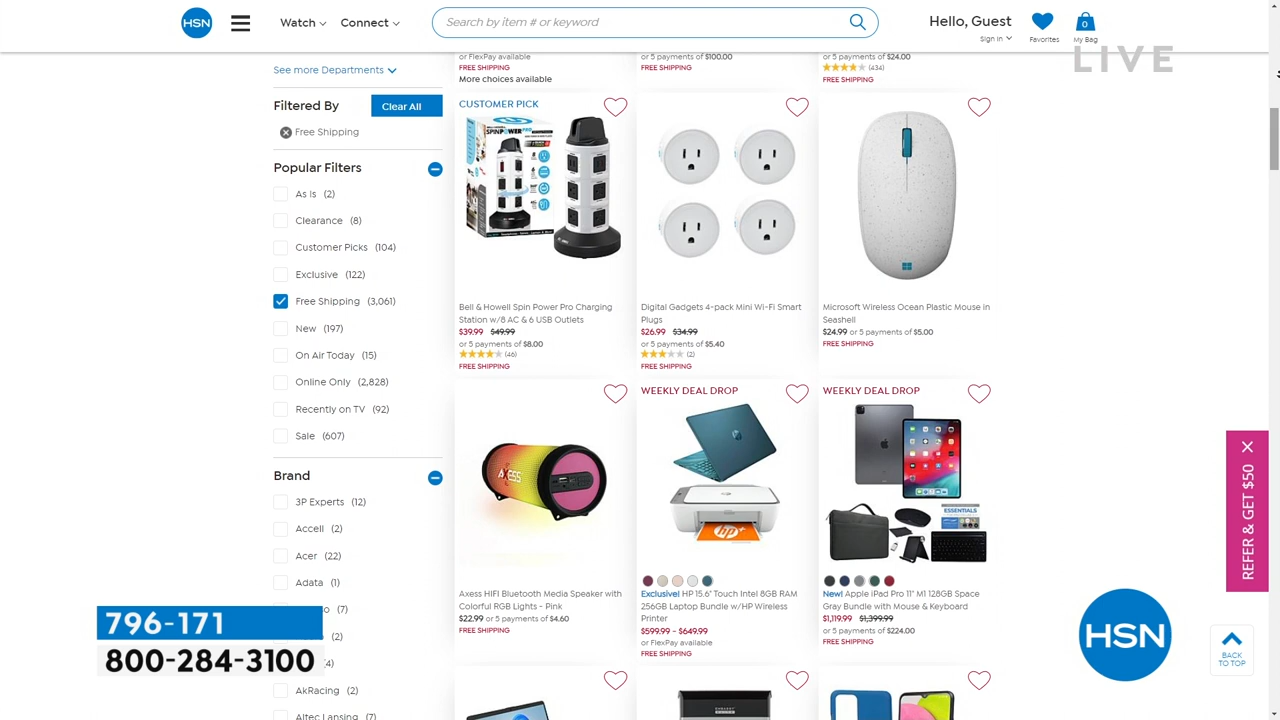 HSN
Watch
Connect
Search by item # or keyword
Hello, Guest
Sign In
Favorites
0
My Bag
LIVE
See more Departments
Filtered By
Clear All
Free Shipping
Popular Filters
As Is (2)
Clearance (8)
Customer Picks (104)
Exclusive (122)
Free Shipping (3,061)
New (197)
On Air Today (15)
Online Only (2,828)
Recently on TV (92)
Sale (607)
Brand
3P Experts (12)
Accell (2)
Acer (22)
Adata (1)
(7)
(2)
(4)
AkRacing (2)
Altec Lansing (7)
or FlexPay available
FREE SHIPPING
More choices available
or 5 payments of $100.00
FREE SHIPPING
or 5 payments of $24.00
(434)
FREE SHIPPING
CUSTOMER PICK
SPINPOWER PRO
Bell & Howell Spin Power Pro Charging
Station w/8 AC & 6 USB Outlets
$39.99 $49.99
or 5 payments of $8.00
(46)
FREE SHIPPING
Digital Gadgets 4-pack Mini Wi-Fi Smart
Plugs
$26.99 $34.99
or 5 payments of $5.40
(2)
FREE SHIPPING
Microsoft Wireless Ocean Plastic Mouse in
Seashell
$24.99 or 5 payments of $5.00
FREE SHIPPING
AXESS
Axess HIFI Bluetooth Media Speaker with
Colorful RGB Lights - Pink
$22.99 or 5 payments of $4.60
FREE SHIPPING
WEEKLY DEAL DROP
hp+
Exclusive! HP 15.6" Touch Intel 8GB RAM
256GB Laptop Bundle w/HP Wireless
Printer
$599.99 - $649.99
or FlexPay available
FREE SHIPPING
WEEKLY DEAL DROP
ESSENTIALS
New! Apple iPad Pro 11" M1 128GB Space
Gray Bundle with Mouse & Keyboard
$1,119.99 $1,399.99
or 5 payments of $224.00
FREE SHIPPING
REFER & GET $50
796-171
800-284-3100
HSN
BACK
TO TOP